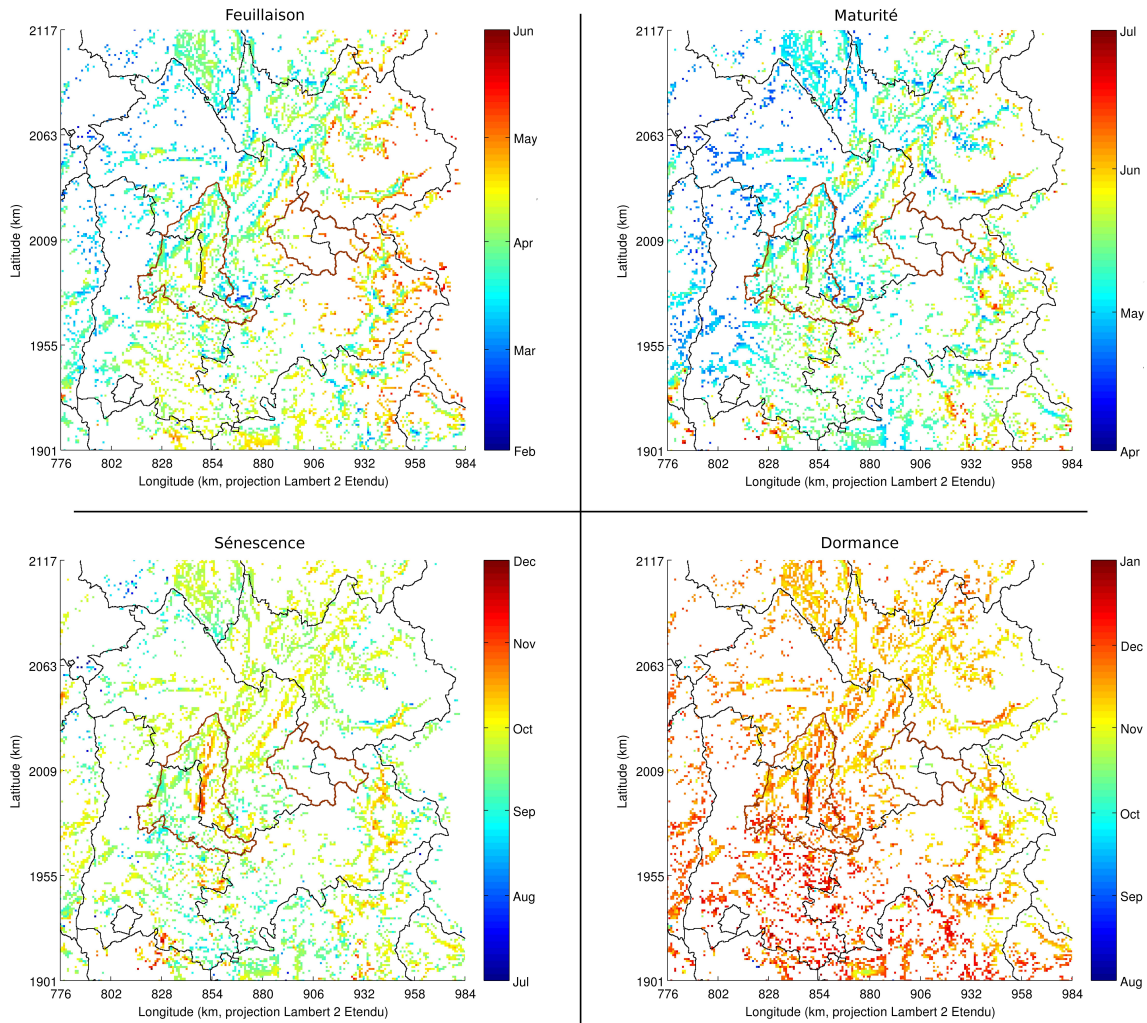 Feuillaison
2117
2063
2009
1955
1901
Latitude (km)
776 802 828 854 880 906 932 958 984
Longitude (km, projection Lambert 2 Etendu)
Jun
May
Apr
Mar
Feb
Maturité
2117
2063
2009
1955
1901
Latitude (km)
776 802 828 854 880 906 932 958 984
Longitude (km, projection Lambert 2 Etendu)
Jul
Jun
May
Apr
Sénescence
2117
2063
2009
1955
1901
Latitude (km)
776 802 828 854 880 906 932 958 984
Longitude (km, projection Lambert 2 Etendu)
Dec
Nov
Oct
Sep
Aug
Jul
Dormance
2117
2063
2009
1955
1901
Latitude (km)
776 802 828 854 880 906 932 958 984
Longitude (km, projection Lambert 2 Etendu)
Jan
Dec
Nov
Oct
Sep
Aug